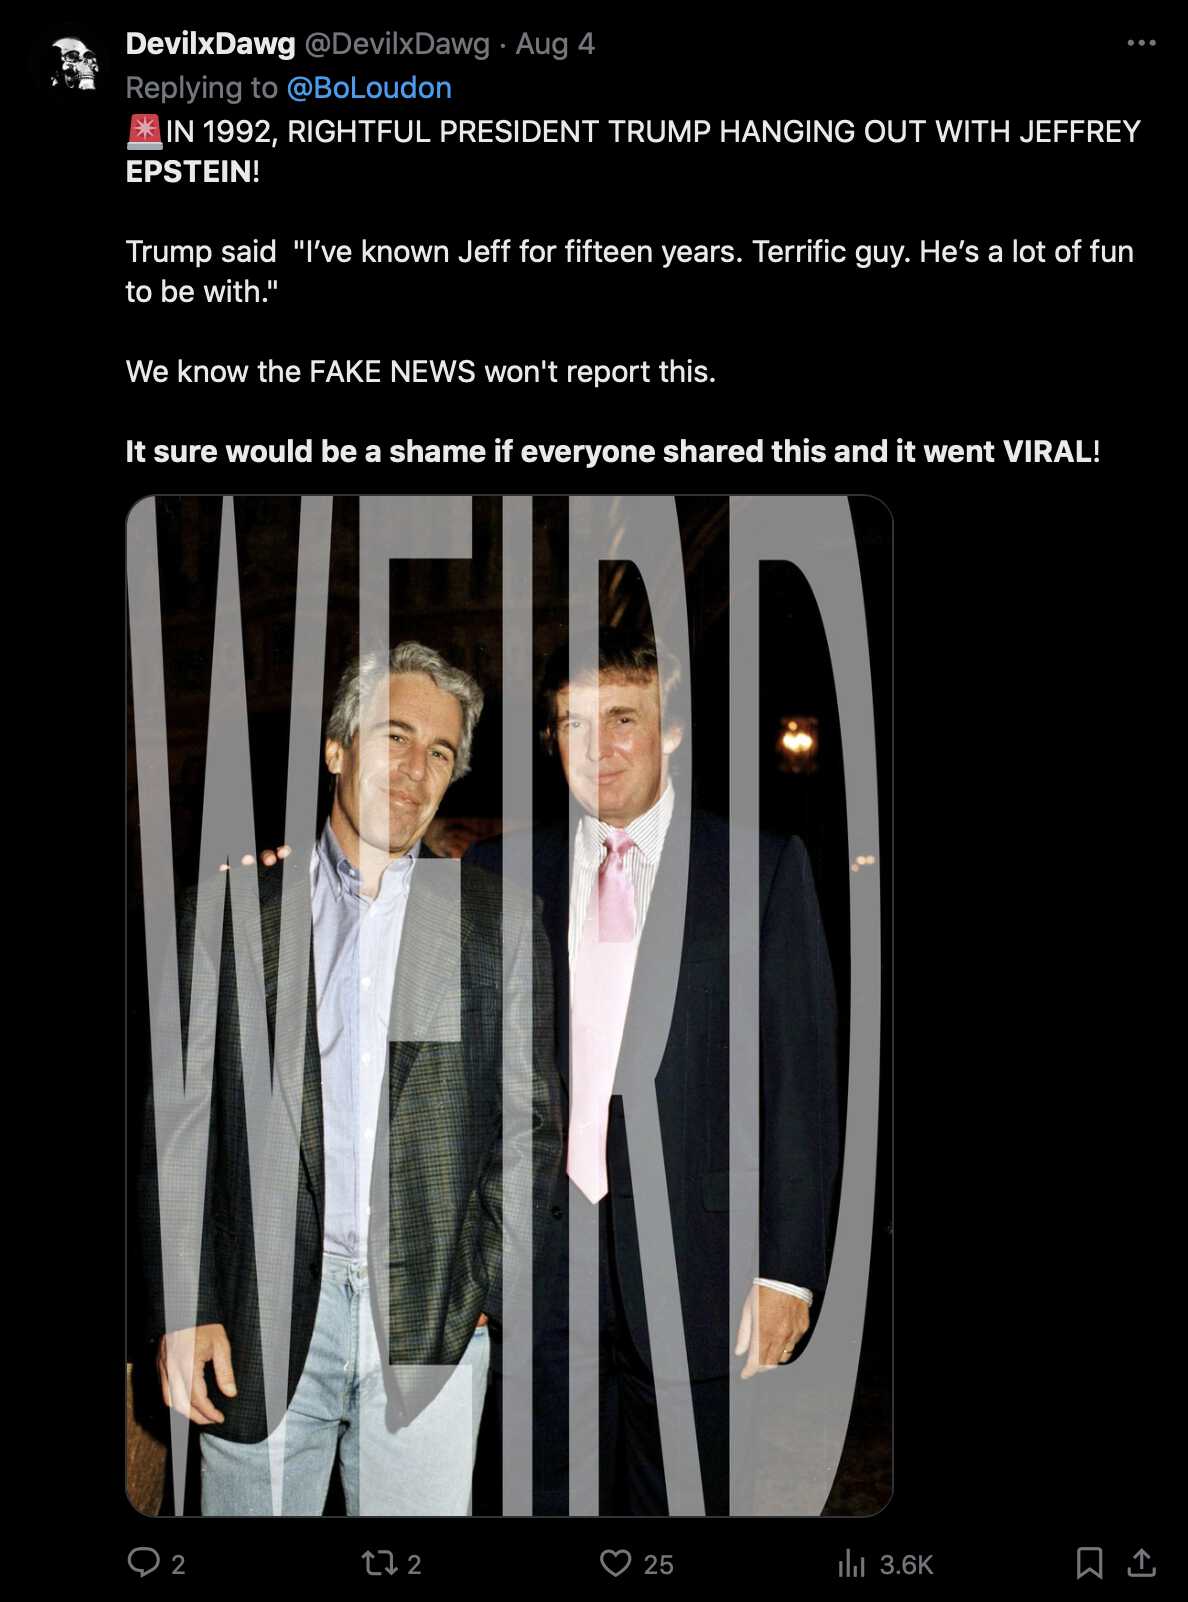 DevilxDawg @DevilxDawg · Aug 4
Replying to @BoLoudon
🚨IN 1992, RIGHTFUL PRESIDENT TRUMP HANGING OUT WITH JEFFREY
EPSTEIN!
Trump said  "I’ve known Jeff for fifteen years. Terrific guy. He’s a lot of fun
to be with."
We know the FAKE NEWS won't report this.
It sure would be a shame if everyone shared this and it went VIRAL!
WEIRD
2 2 25 3.6K